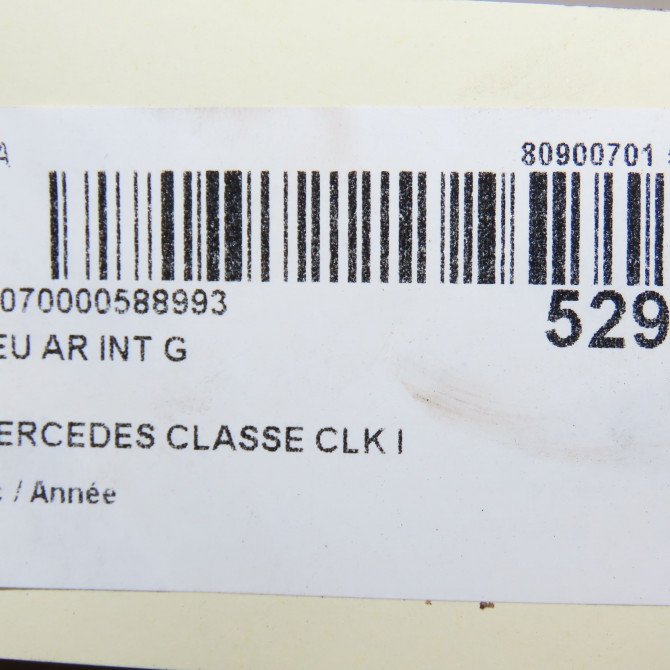 A 80900701
070000588993 529
EU AR INT G
ERCEDES CLASSE CLK I
: / Année